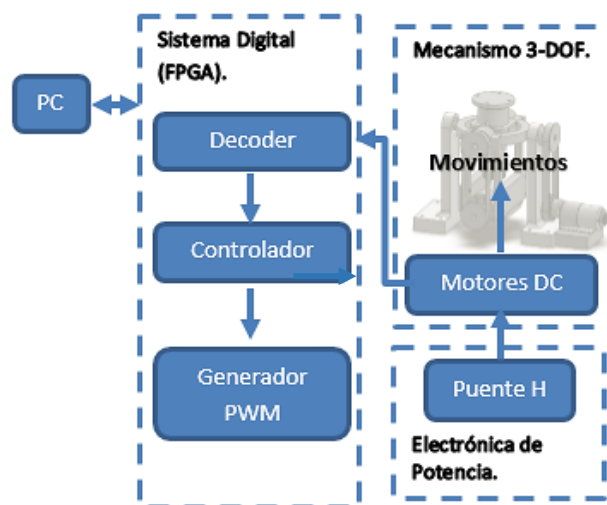 Sistema Digital
(FPGA).
Mecanismo 3-DOF.
PC
Decoder
Movimientos
Controlador
Motores DC
Generador
PWM
Puente H
Electrónica de
Potencia.